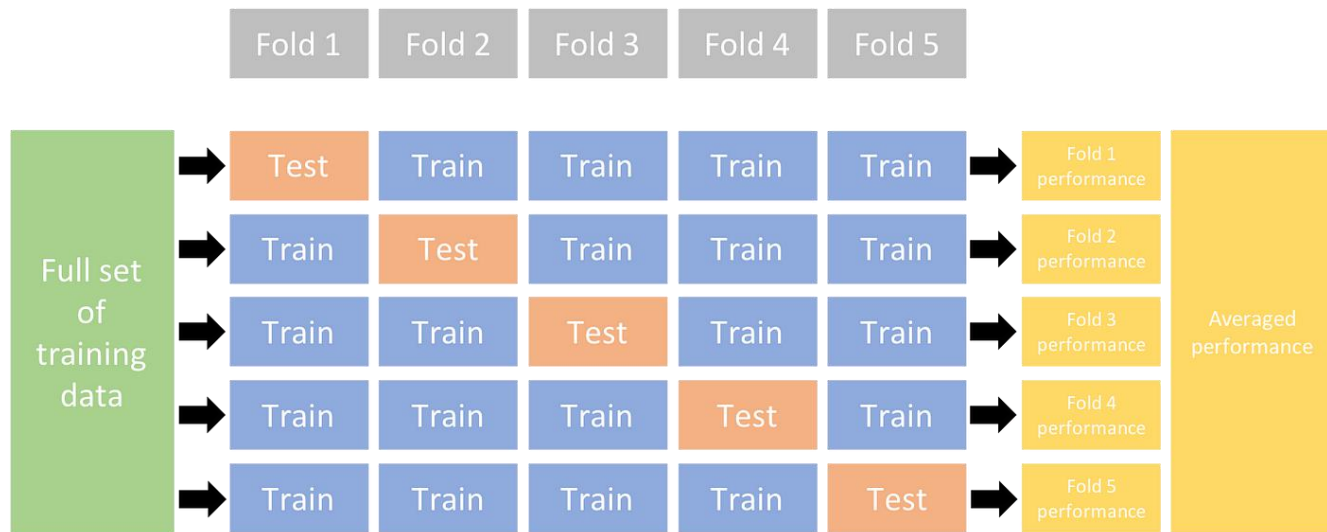 Fold 1 Fold 2 Fold 3 Fold 4 Fold 5
Full set
of
training
data
Test Train Train Train Train
Fold 1
performance
Train Test Train Train Train
Fold 2
performance
Train Train Test Train Train
Fold 3
performance
Train Train Train Test Train
Fold 4
performance
Train Train Train Train Test
Fold 5
performance
Averaged
performance